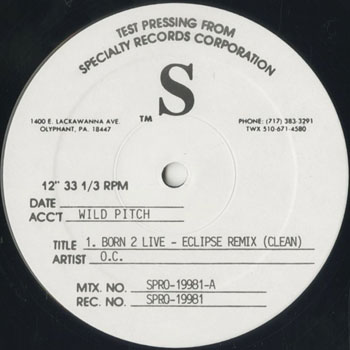 TEST PRESSING FROM
SPECIALTY RECORDS CORPORATION
S
TM
1400 E. LACKAWANNA AVE.
OLYPHANT, PA. 18447
PHONE: (717) 383-3291
TWX 510-671-4580
12" 33 1/3 RPM
DATE
ACC'T WILD PITCH
TITLE 1. BORN 2 LIVE - ECLIPSE REMIX (CLEAN)
ARTIST O.C.
MTX. NO. SPRO-19981-A
REC. NO. SPRO-19981